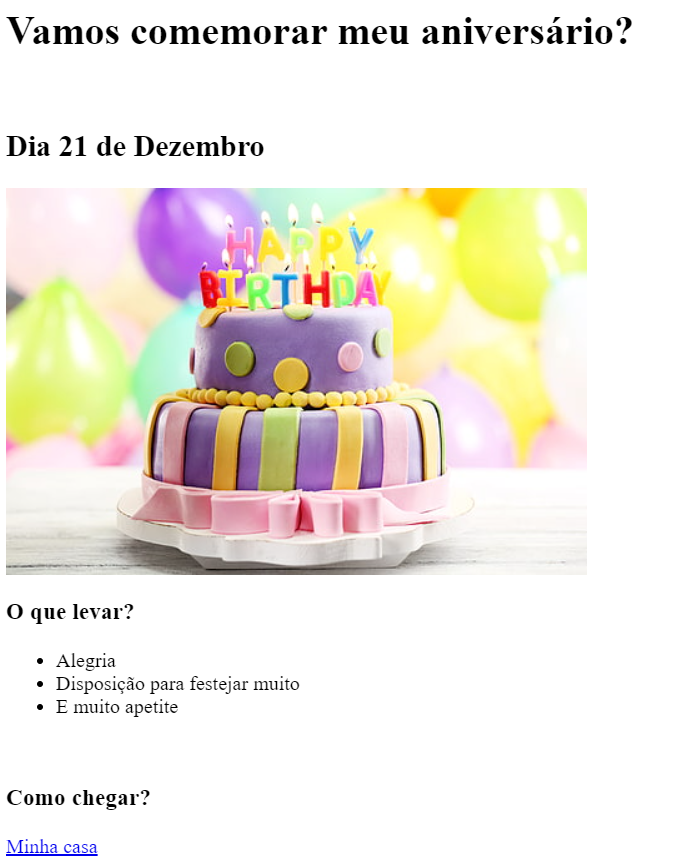 Vamos comemorar meu aniversário?
Dia 21 de Dezembro
HAPPY
BIRTHDAY
O que levar?
Alegria
Disposição para festejar muito
E muito apetite
Como chegar?
Minha casa